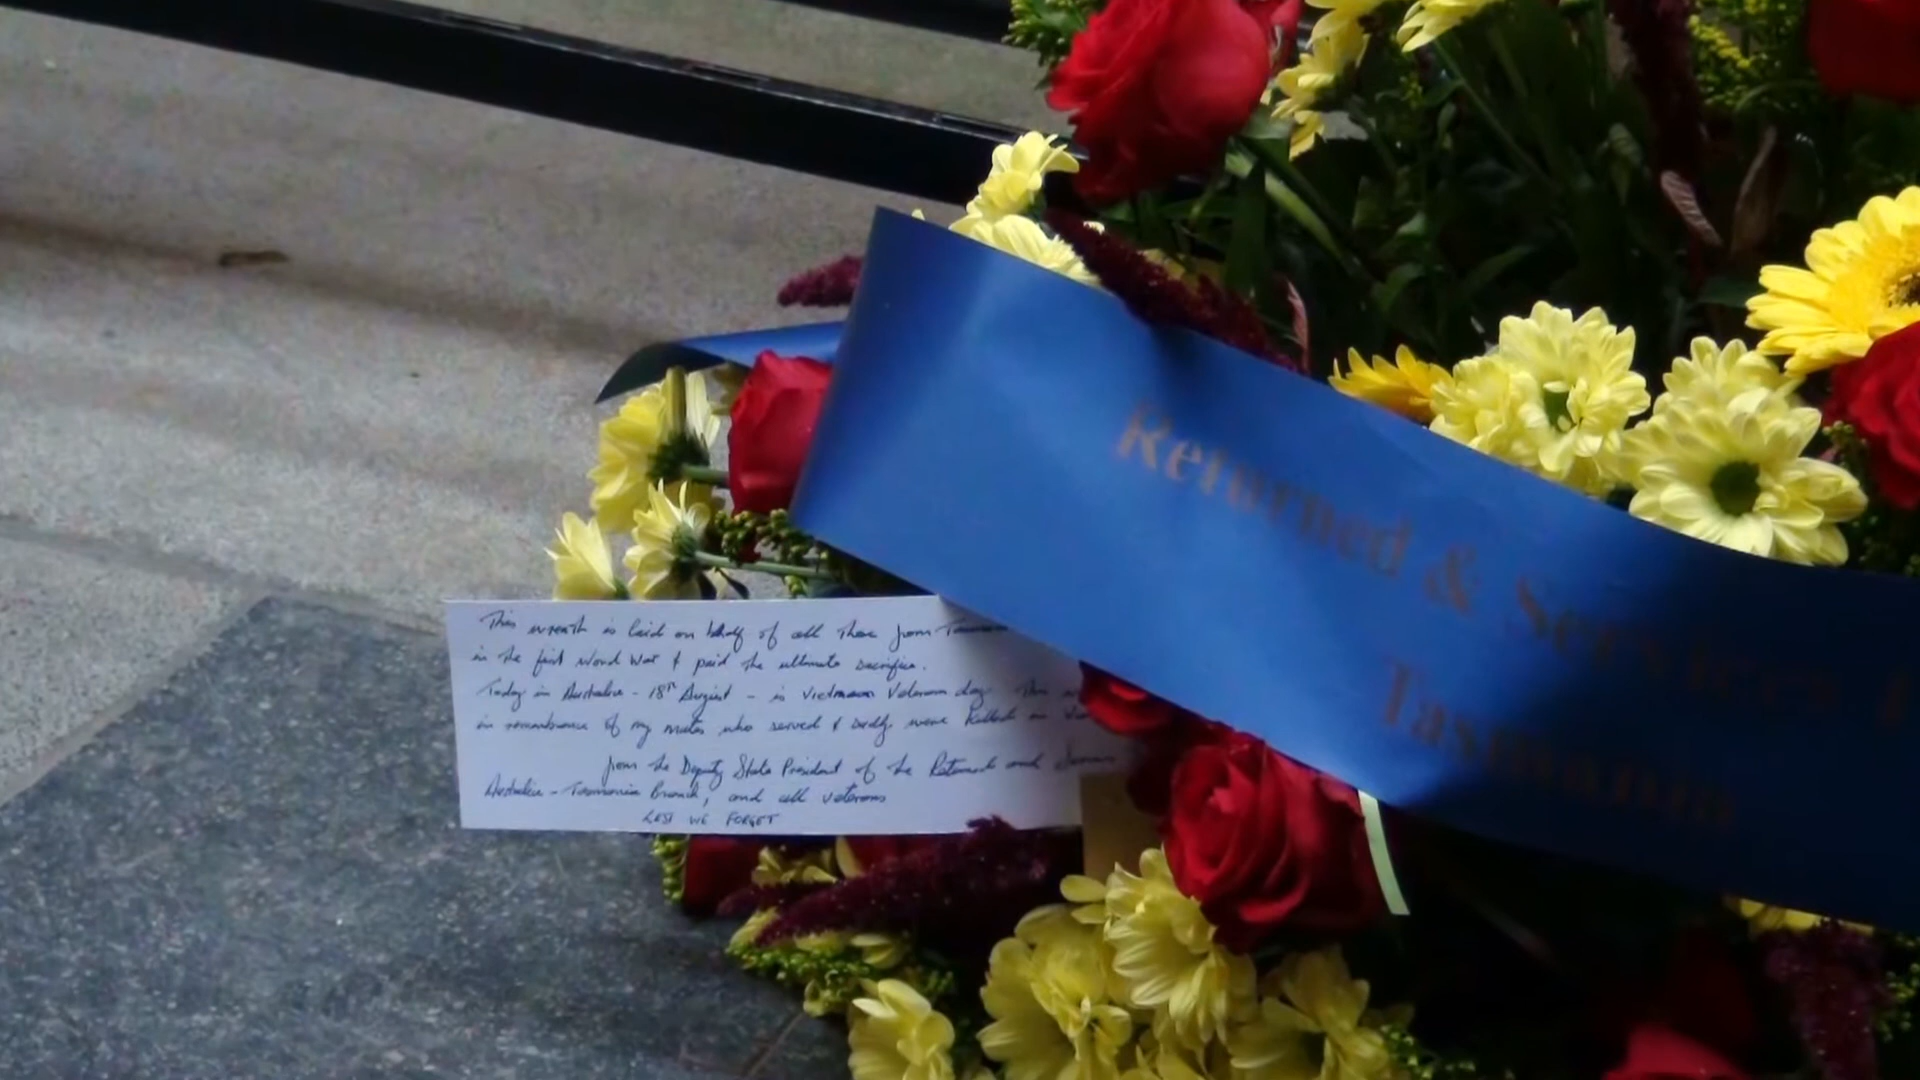 This wreath is laid on behalf of all those from
in the first World War & paid the ultimate sacrifice.
Today in Australia - 18th August - is Vietnam Veterans day. This
in remembrance of my mates who served & sadly were killed in
from the Deputy State President of the Returned and
Australia - Tasmania Branch, and all veterans
LEST WE FORGET
Returned & Services
Tasmania